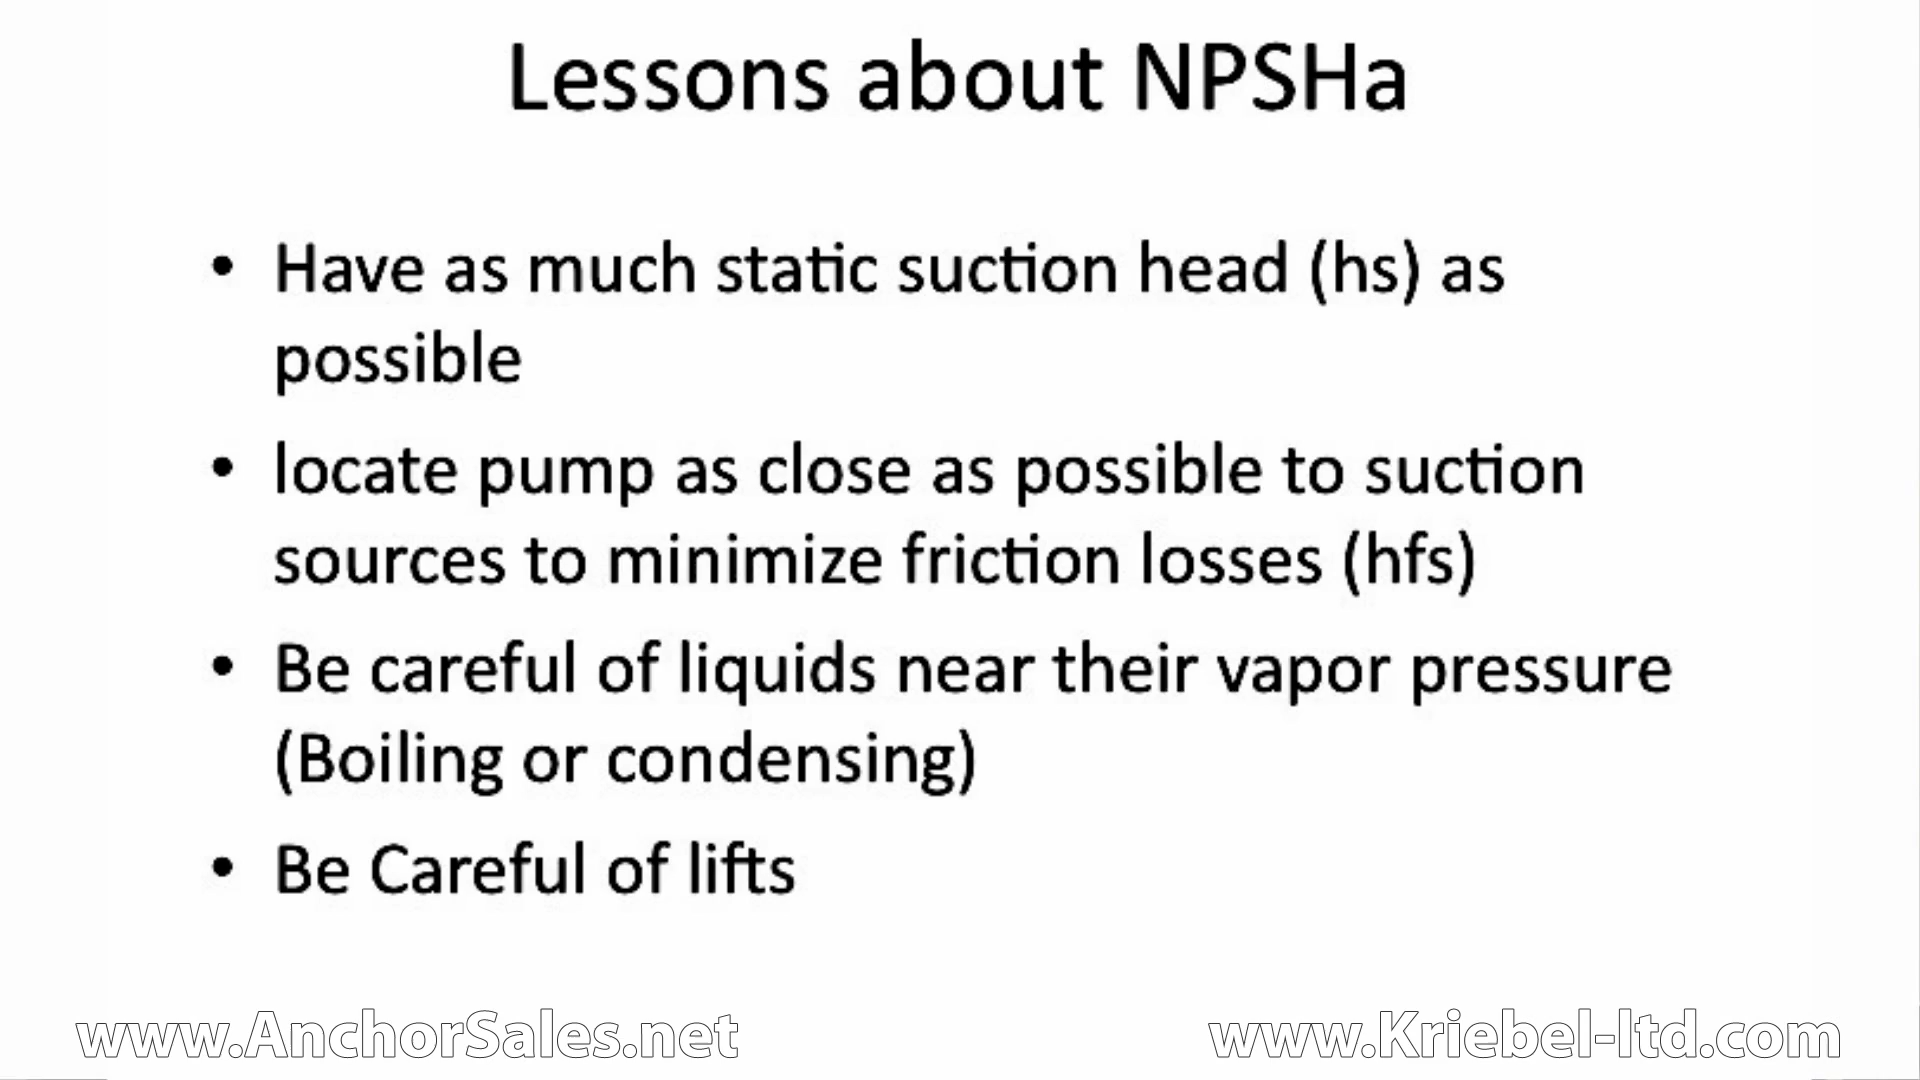 Lessons about NPSHa
• Have as much static suction head (hs) as
possible
• locate pump as close as possible to suction
sources to minimize friction losses (hfs)
• Be careful of liquids near their vapor pressure
(Boiling or condensing)
• Be Careful of lifts
www.AnchorSales.net
www.Kriebel-ltd.com